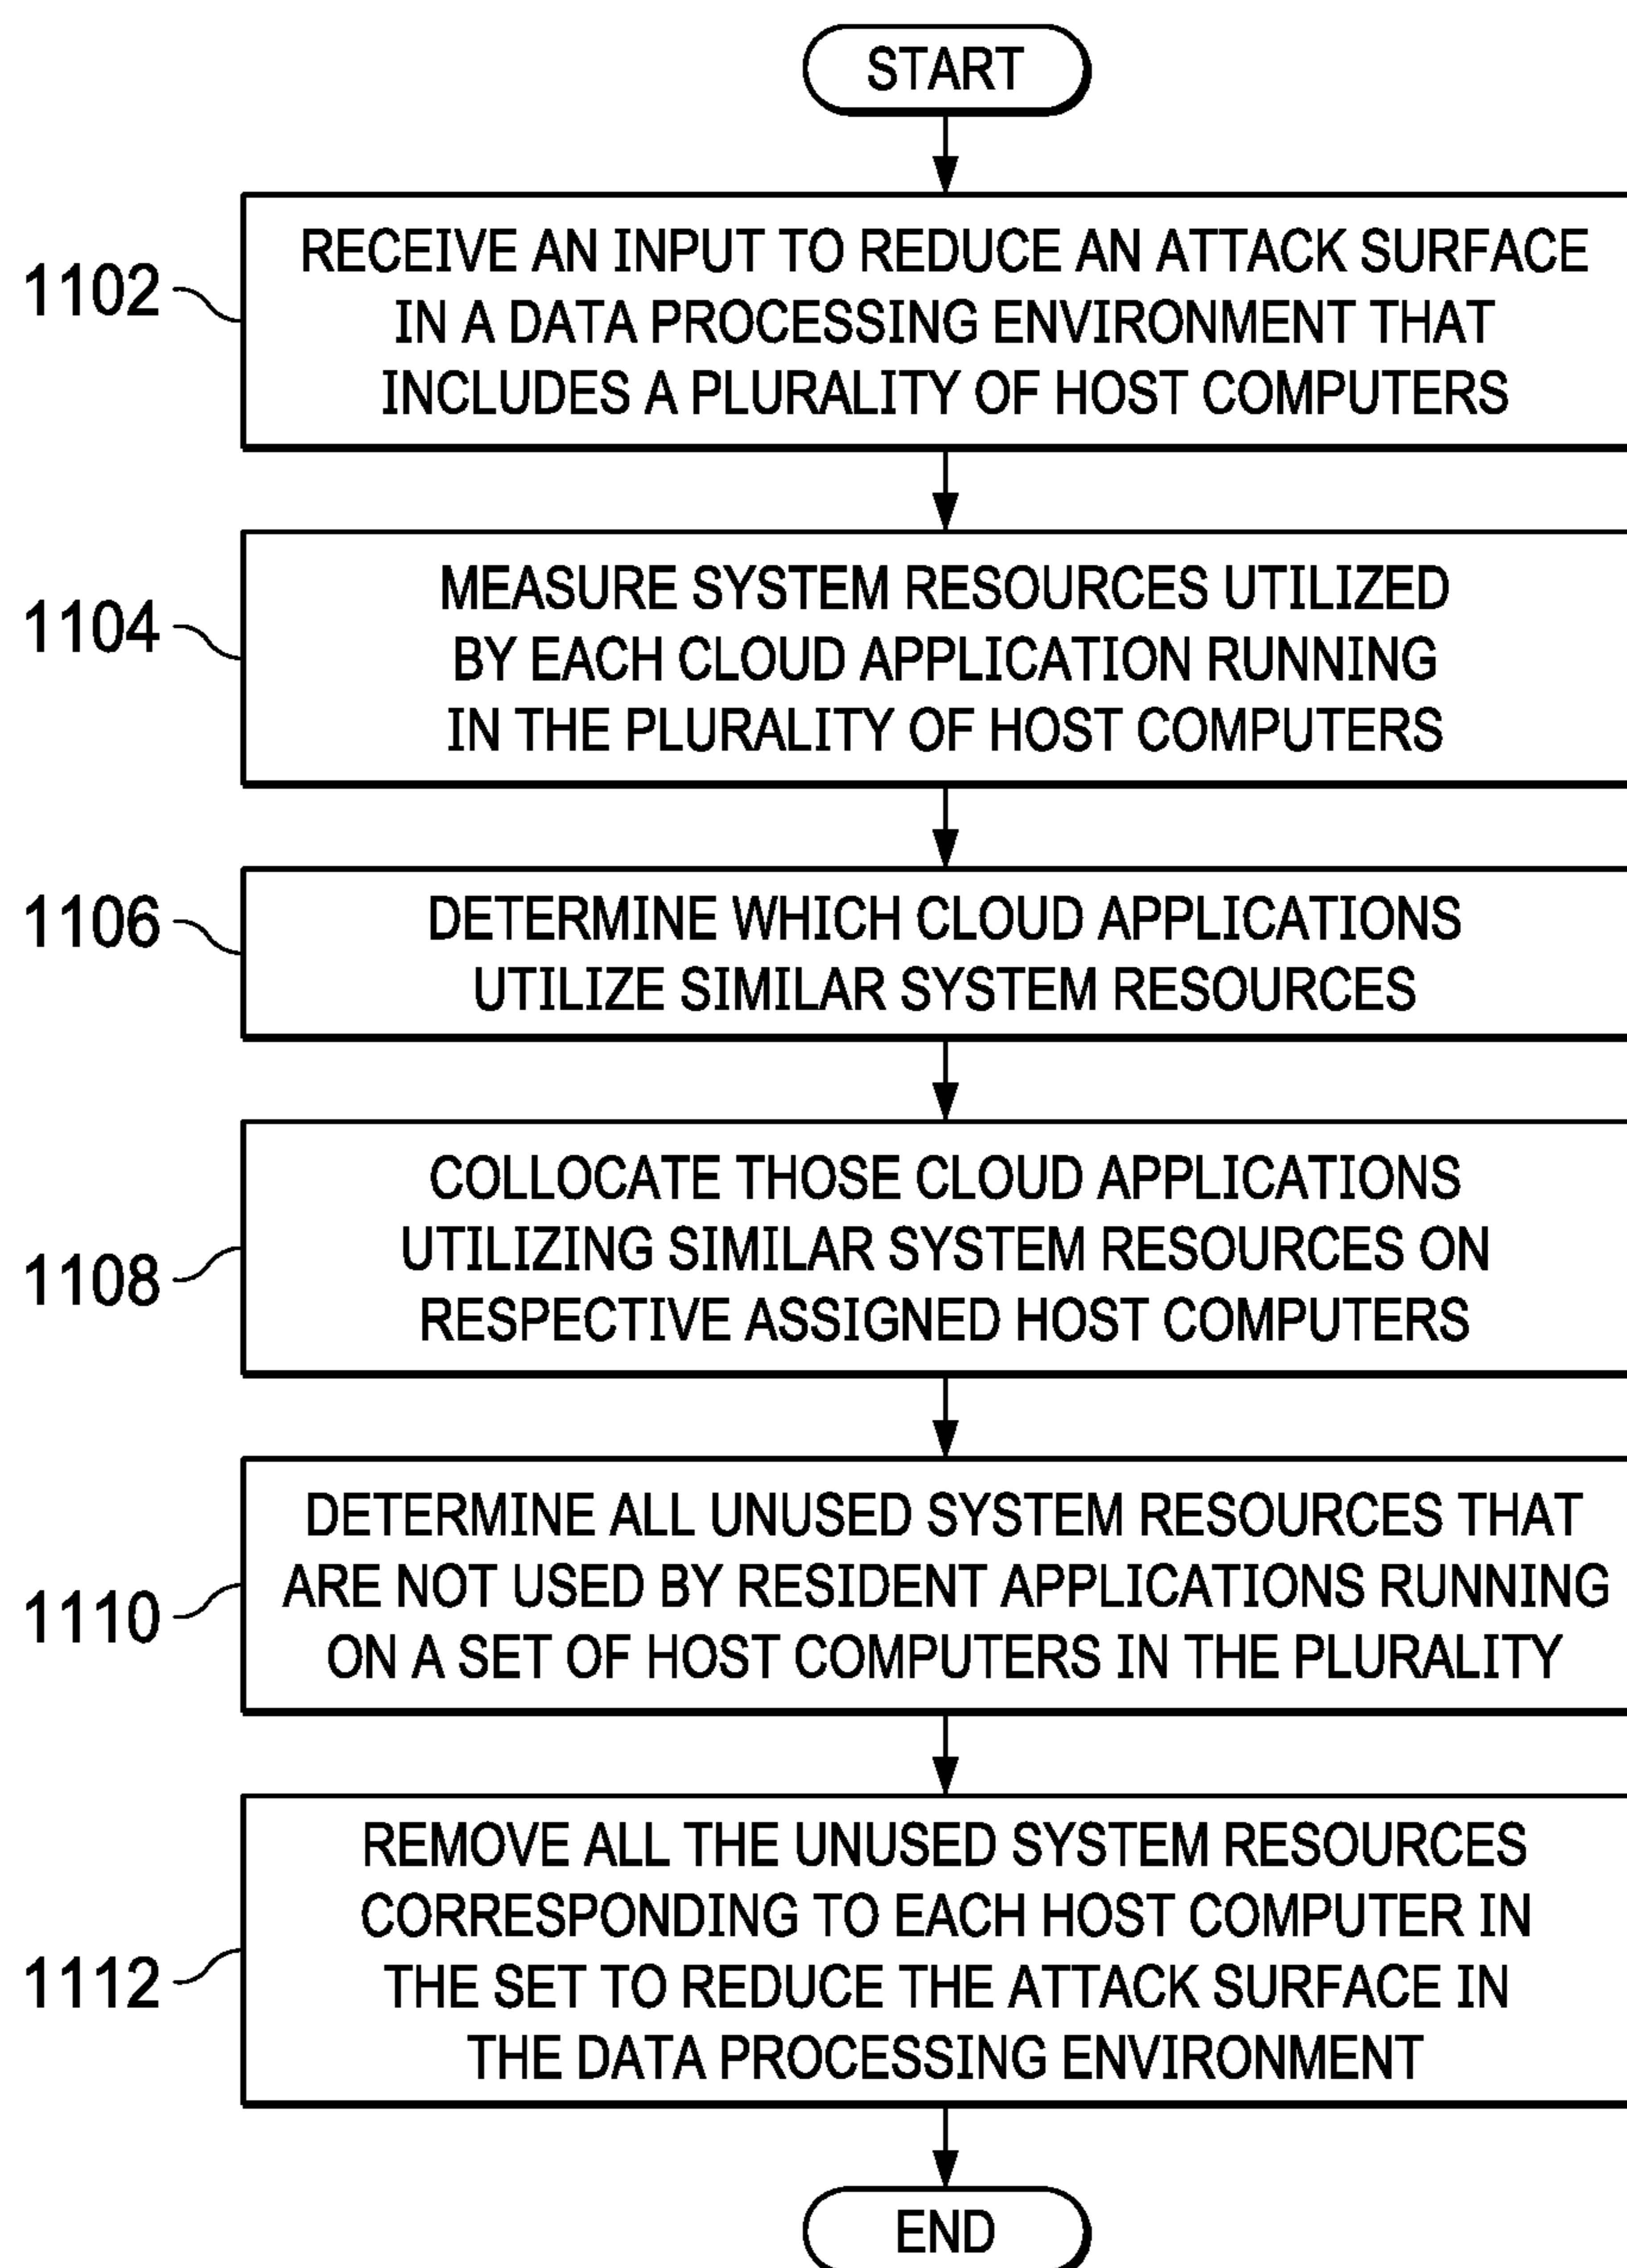 START
1102
RECEIVE AN INPUT TO REDUCE AN ATTACK SURFACE
IN A DATA PROCESSING ENVIRONMENT THAT
INCLUDES A PLURALITY OF HOST COMPUTERS
1104
MEASURE SYSTEM RESOURCES UTILIZED
BY EACH CLOUD APPLICATION RUNNING
IN THE PLURALITY OF HOST COMPUTERS
1106
DETERMINE WHICH CLOUD APPLICATIONS
UTILIZE SIMILAR SYSTEM RESOURCES
1108
COLLOCATE THOSE CLOUD APPLICATIONS
UTILIZING SIMILAR SYSTEM RESOURCES ON
RESPECTIVE ASSIGNED HOST COMPUTERS
1110
DETERMINE ALL UNUSED SYSTEM RESOURCES THAT
ARE NOT USED BY RESIDENT APPLICATIONS RUNNING
ON A SET OF HOST COMPUTERS IN THE PLURALITY
1112
REMOVE ALL THE UNUSED SYSTEM RESOURCES
CORRESPONDING TO EACH HOST COMPUTER IN
THE SET TO REDUCE THE ATTACK SURFACE IN
THE DATA PROCESSING ENVIRONMENT
END